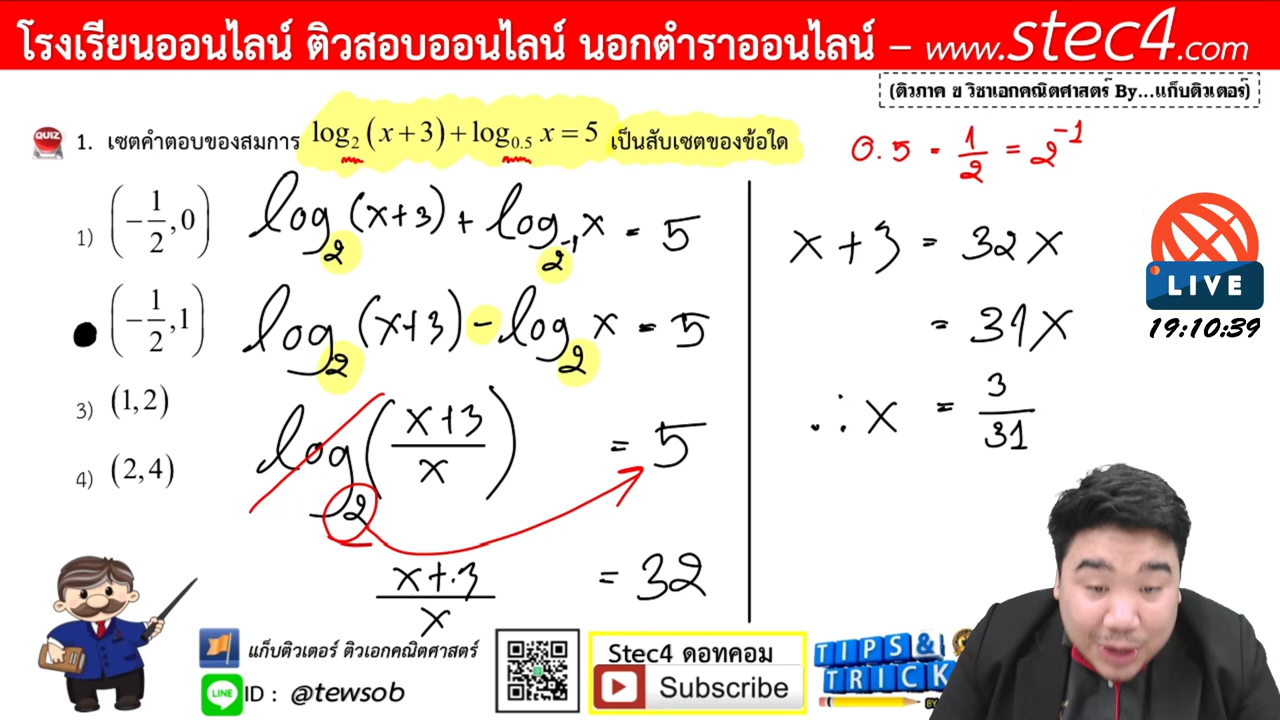 โรงเรียนออนไลน์ ติวสอบออนไลน์ นอกตำราออนไลน์ – www.stec4.com
(ติวภาค ข วิชาเอกคณิตศาสตร์ By...แก็บติวเตอร์)
QUIZ 1. เซตคำตอบของสมการ log₂(x+3)+log₀.₅ x=5 เป็นสับเซตของข้อใด
0.5 = 1/2 = 2⁻¹
1) (-1/2,0)
(-1/2,1)
3) (1,2)
4) (2,4)
log₂(x+3) + log₂⁻¹ x = 5
log₂(x+3) - log₂ x = 5
log₂((x+3)/x) = 5
(x+3)/x = 32
x+3 = 32x
= 31x
∴ x = 3/31
LIVE
19:10:39
แก็บติวเตอร์ ติวเอกคณิตศาสตร์
LINE ID : @tewsob
Stec4 ดอทคอม
Subscribe
TIPS &
TRICK
BY